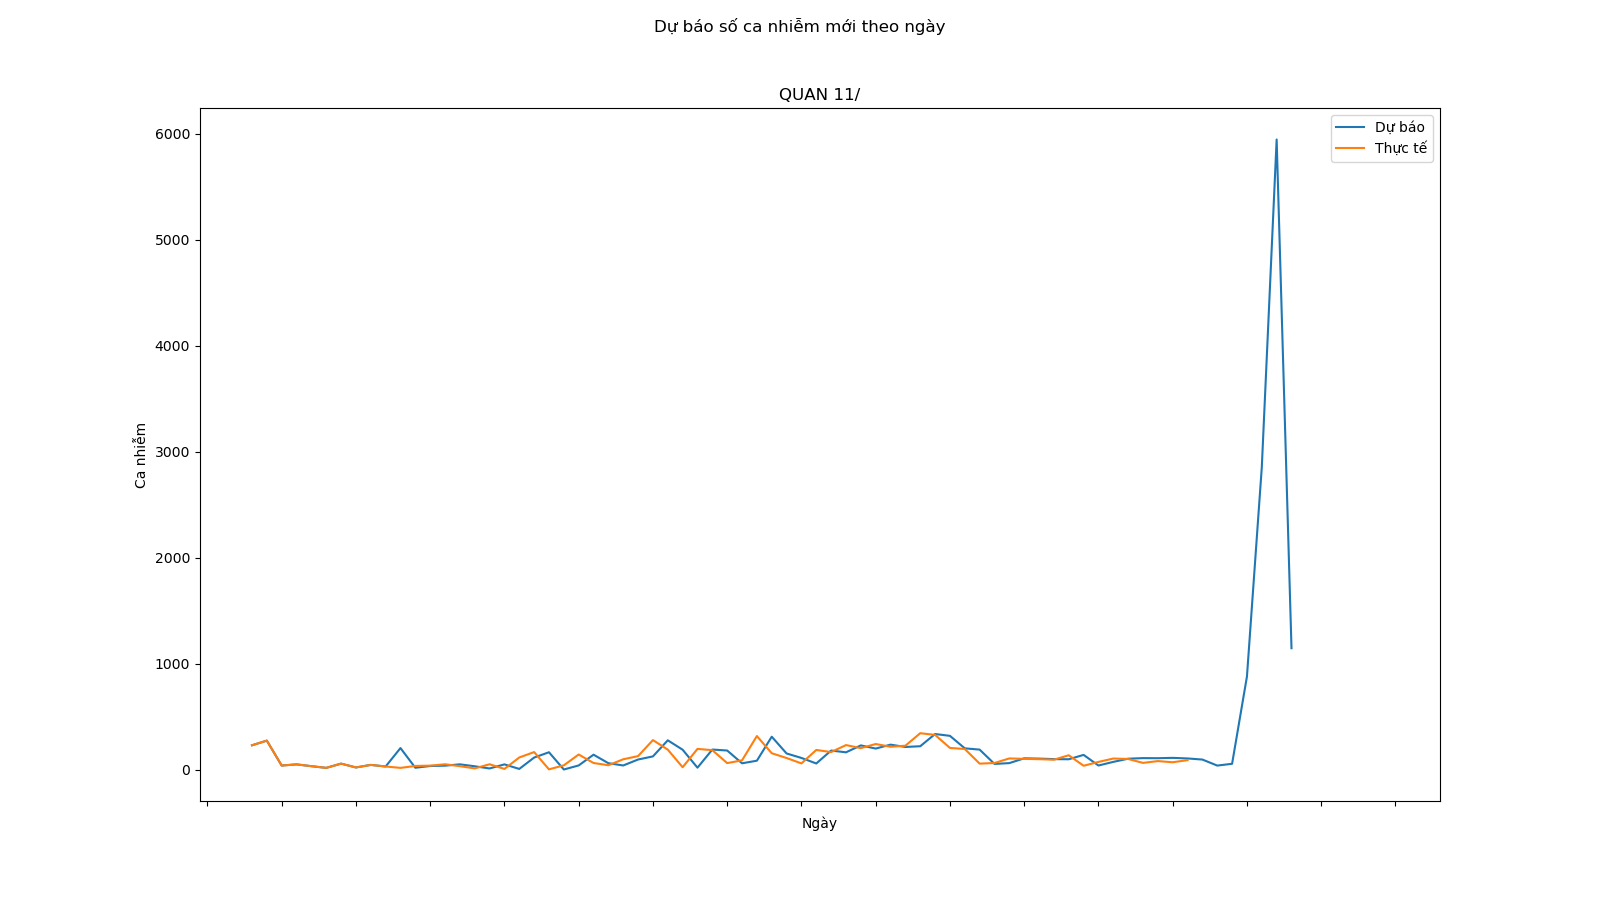 Dự báo số ca nhiễm mới theo ngày
QUAN 11/
Dự báo
Thực tế
6000
5000
4000
3000
2000
1000
0
Ca nhiễm
Ngày